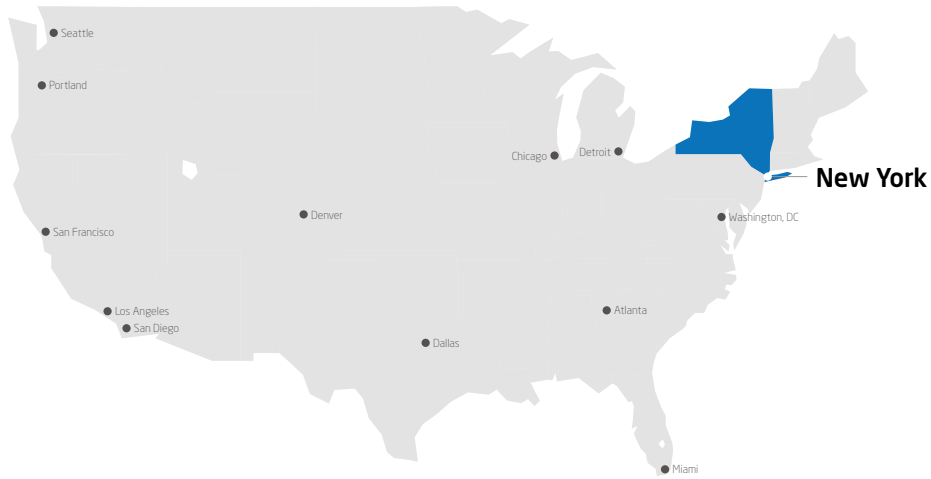 Seattle
Portland
Chicago
Detroit
New York
Denver
Washington, DC
San Francisco
Los Angeles
Atlanta
San Diego
Dallas
Miami